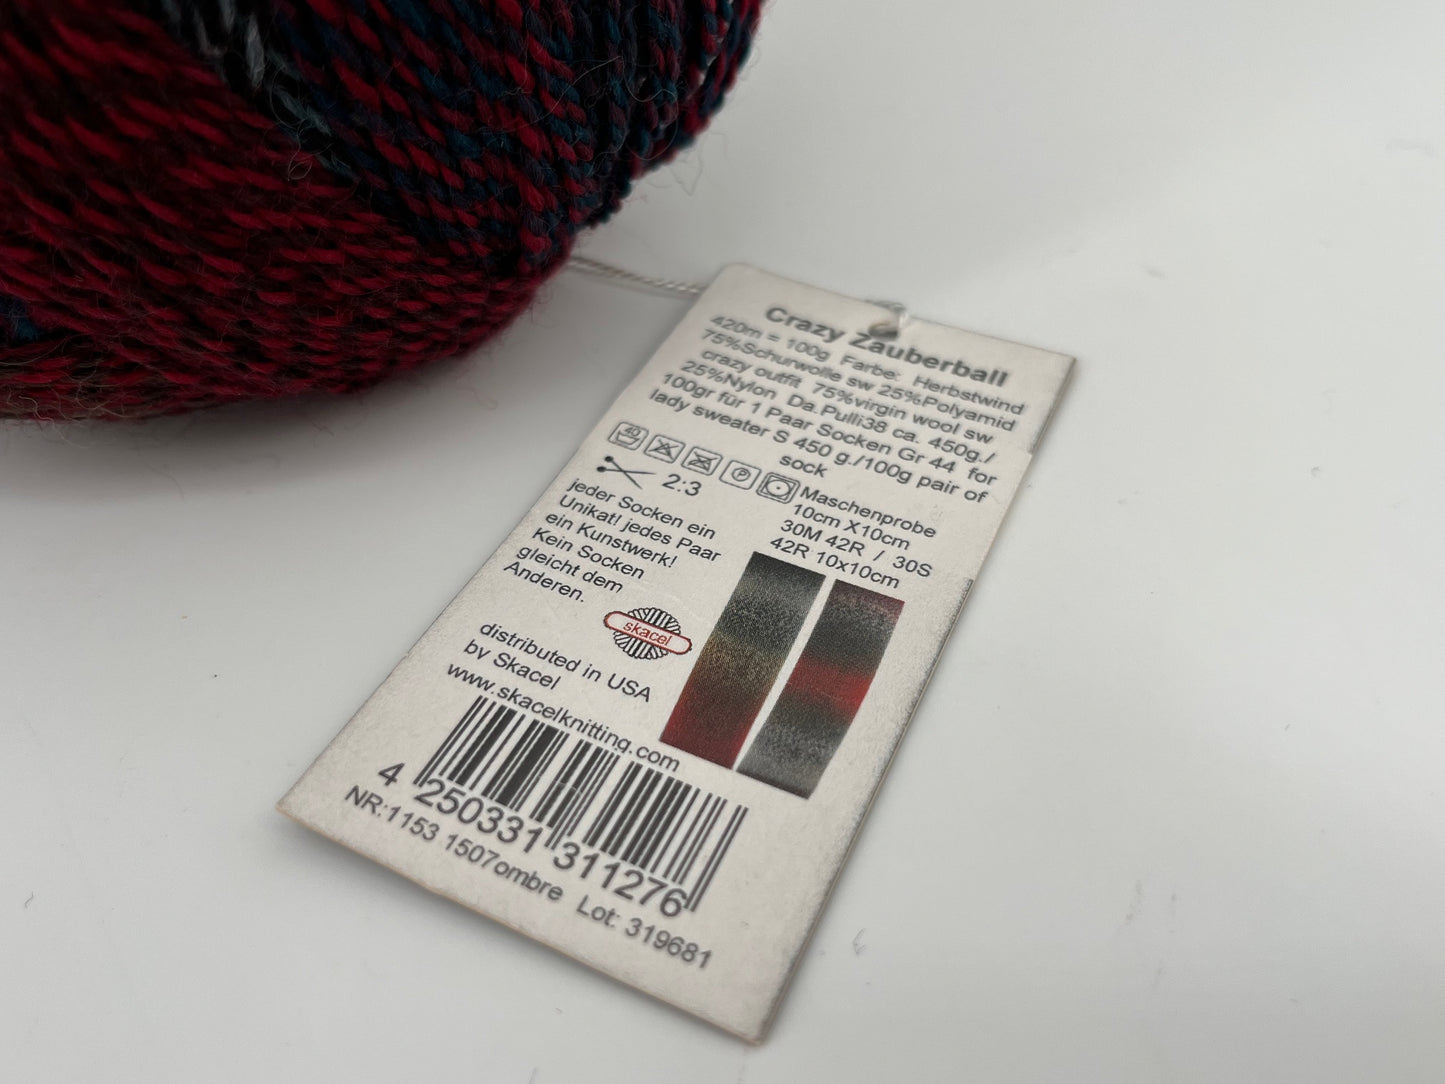 Crazy Zauberball
420m = 100g Farbe: Herbstwind
75%Schurwolle sw 25%Polyamid
crazy outfit 75%virgin wool sw
25%Nylon Da.Pulli38 ca. 450g./
100gr für 1 Paar Socken Gr 44 for
lady sweater S 450 g./100g pair of
sock
40
P
2:3
Maschenprobe
10cm X10cm
30M 42R / 30S
42R 10x10cm
jeder Socken ein
Unikat! jedes Paar
ein Kunstwerk!
Kein Socken
gleicht dem
Anderen.
skacel
distributed in USA
by Skacel
www.skacelknitting.com
4 250331 311276
NR:1153 1507ombre Lot: 319681